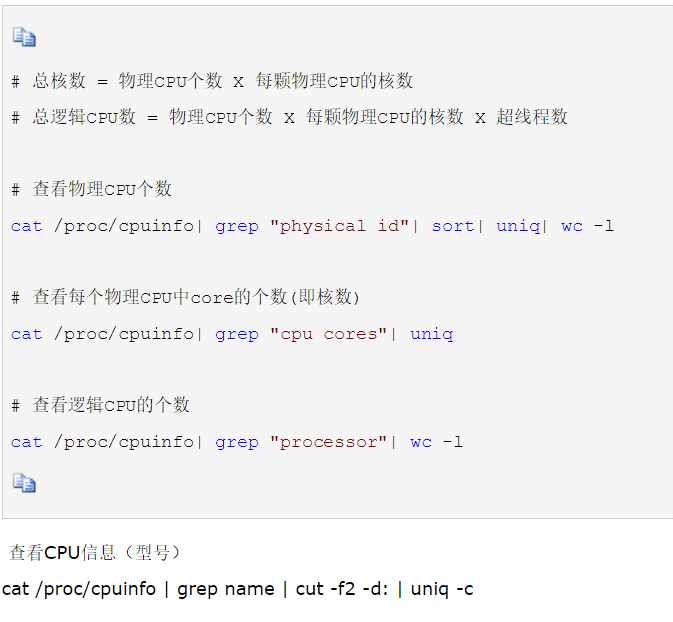 # 总核数 = 物理CPU个数 X 每颗物理CPU的核数
# 总逻辑CPU数 = 物理CPU个数 X 每颗物理CPU的核数 X 超线程数
# 查看物理CPU个数
cat /proc/cpuinfo| grep "physical id"| sort| uniq| wc -l
# 查看每个物理CPU中core的个数(即核数)
cat /proc/cpuinfo| grep "cpu cores"| uniq
# 查看逻辑CPU的个数
cat /proc/cpuinfo| grep "processor"| wc -l
查看CPU信息（型号）
cat /proc/cpuinfo | grep name | cut -f2 -d: | uniq -c